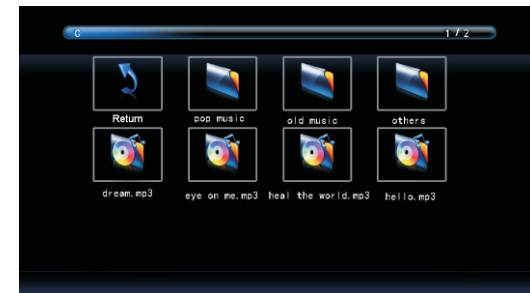 G 1 / 2
Return pop music old music others
dream.mp3 eye on me.mp3 heal the world.mp3 hello.mp3